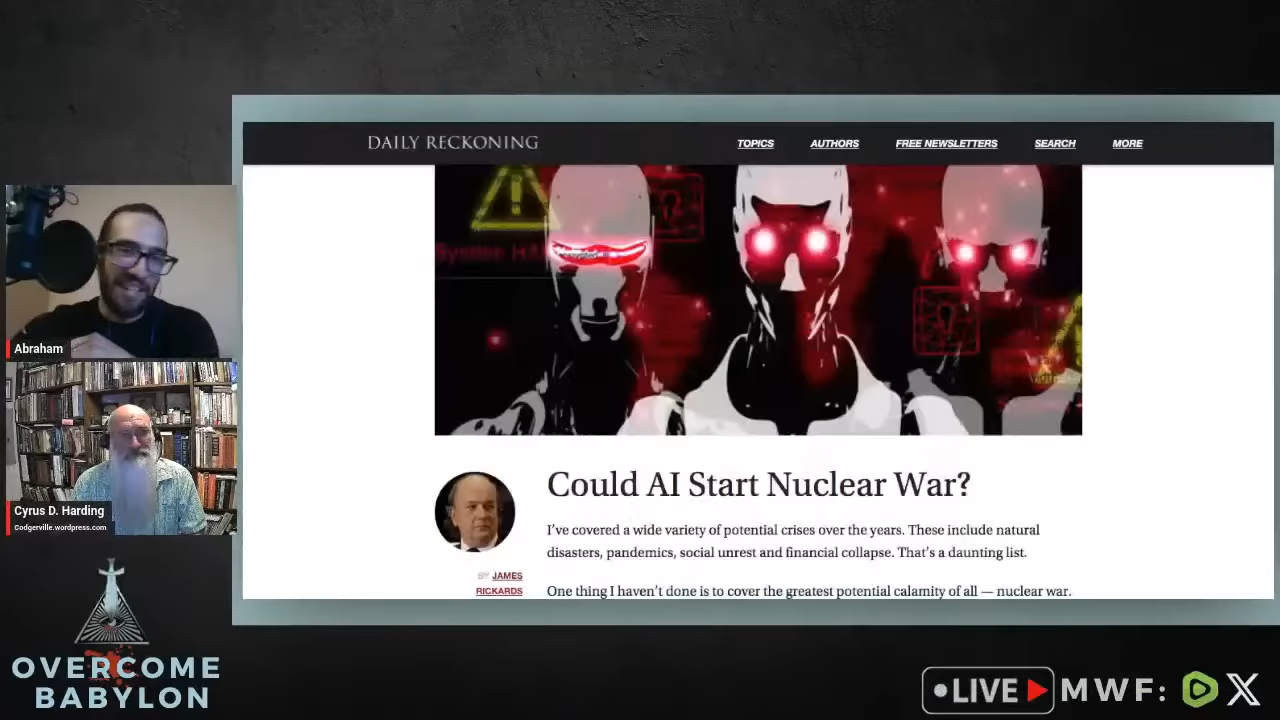 DAILY RECKONING
TOPICS
AUTHORS
FREE NEWSLETTERS
SEARCH
MORE
Could AI Start Nuclear War?
I've covered a wide variety of potential crises over the years. These include natural
disasters, pandemics, social unrest and financial collapse. That's a daunting list.
BY JAMES
RICKARDS
One thing I haven't done is to cover the greatest potential calamity of all — nuclear war.
Abraham
Cyrus D. Harding
Codgerville.wordpress.com
OVERCOME
BABYLON
LIVE
MWF:
X